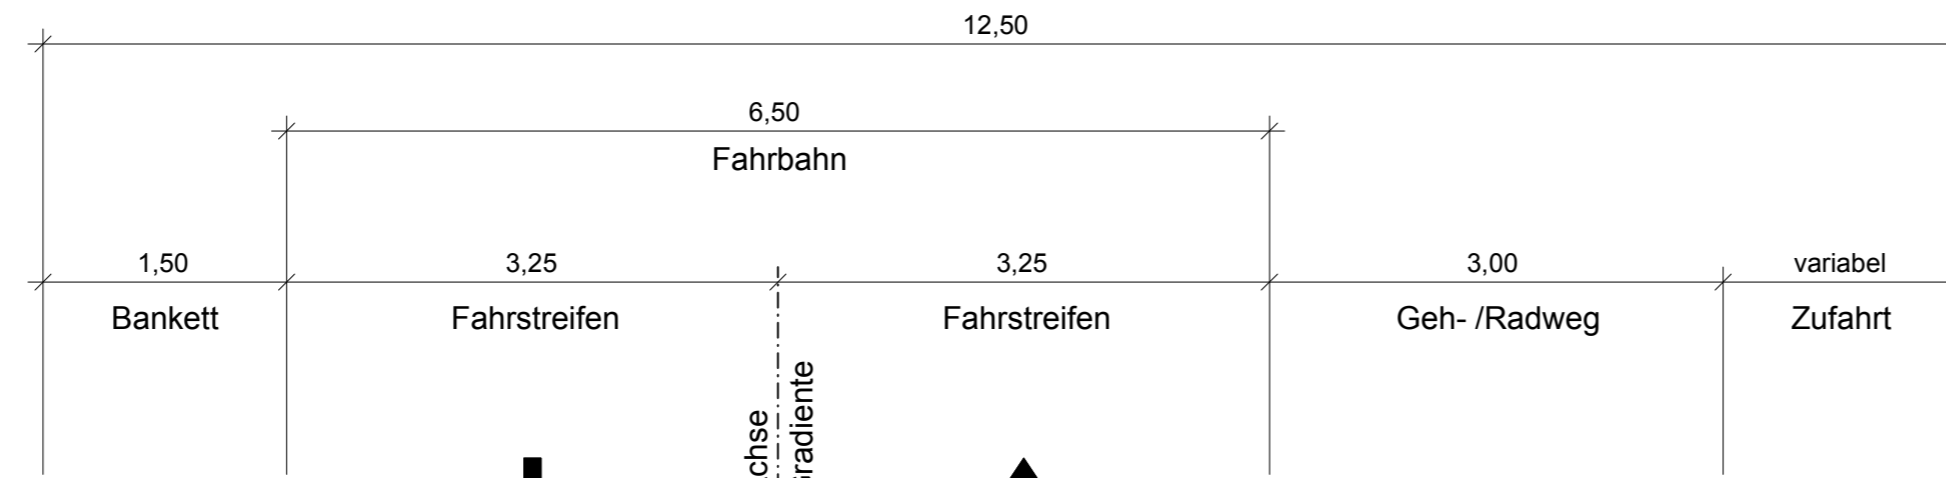 12,50
6,50
Fahrbahn
1,50 3,25 3,25 3,00 variabel
Bankett Fahrstreifen Fahrstreifen Geh- /Radweg Zufahrt